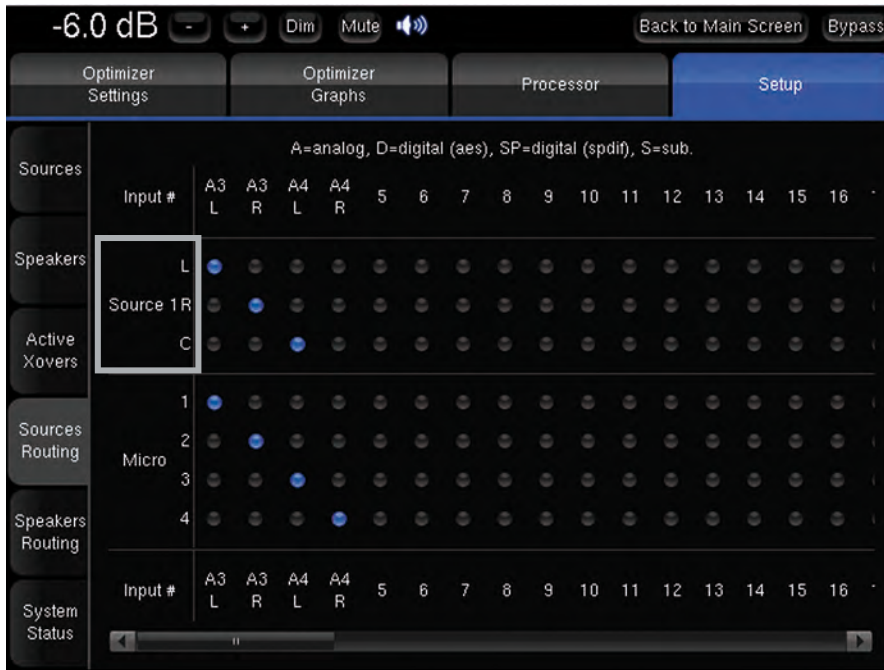 -6.0 dB - + Dim Mute Back to Main Screen Bypass
Optimizer Settings
Optimizer Graphs
Processor
Setup
Sources
Speakers
Active Xovers
Sources Routing
Speakers Routing
System Status
A=analog, D=digital (aes), SP=digital (spdif), S=sub.
Input # A3 L A3 R A4 L A4 R 5 6 7 8 9 10 11 12 13 14 15 16
L
Source 1 R
C
1
Micro 2
3
4
Input # A3 L A3 R A4 L A4 R 5 6 7 8 9 10 11 12 13 14 15 16